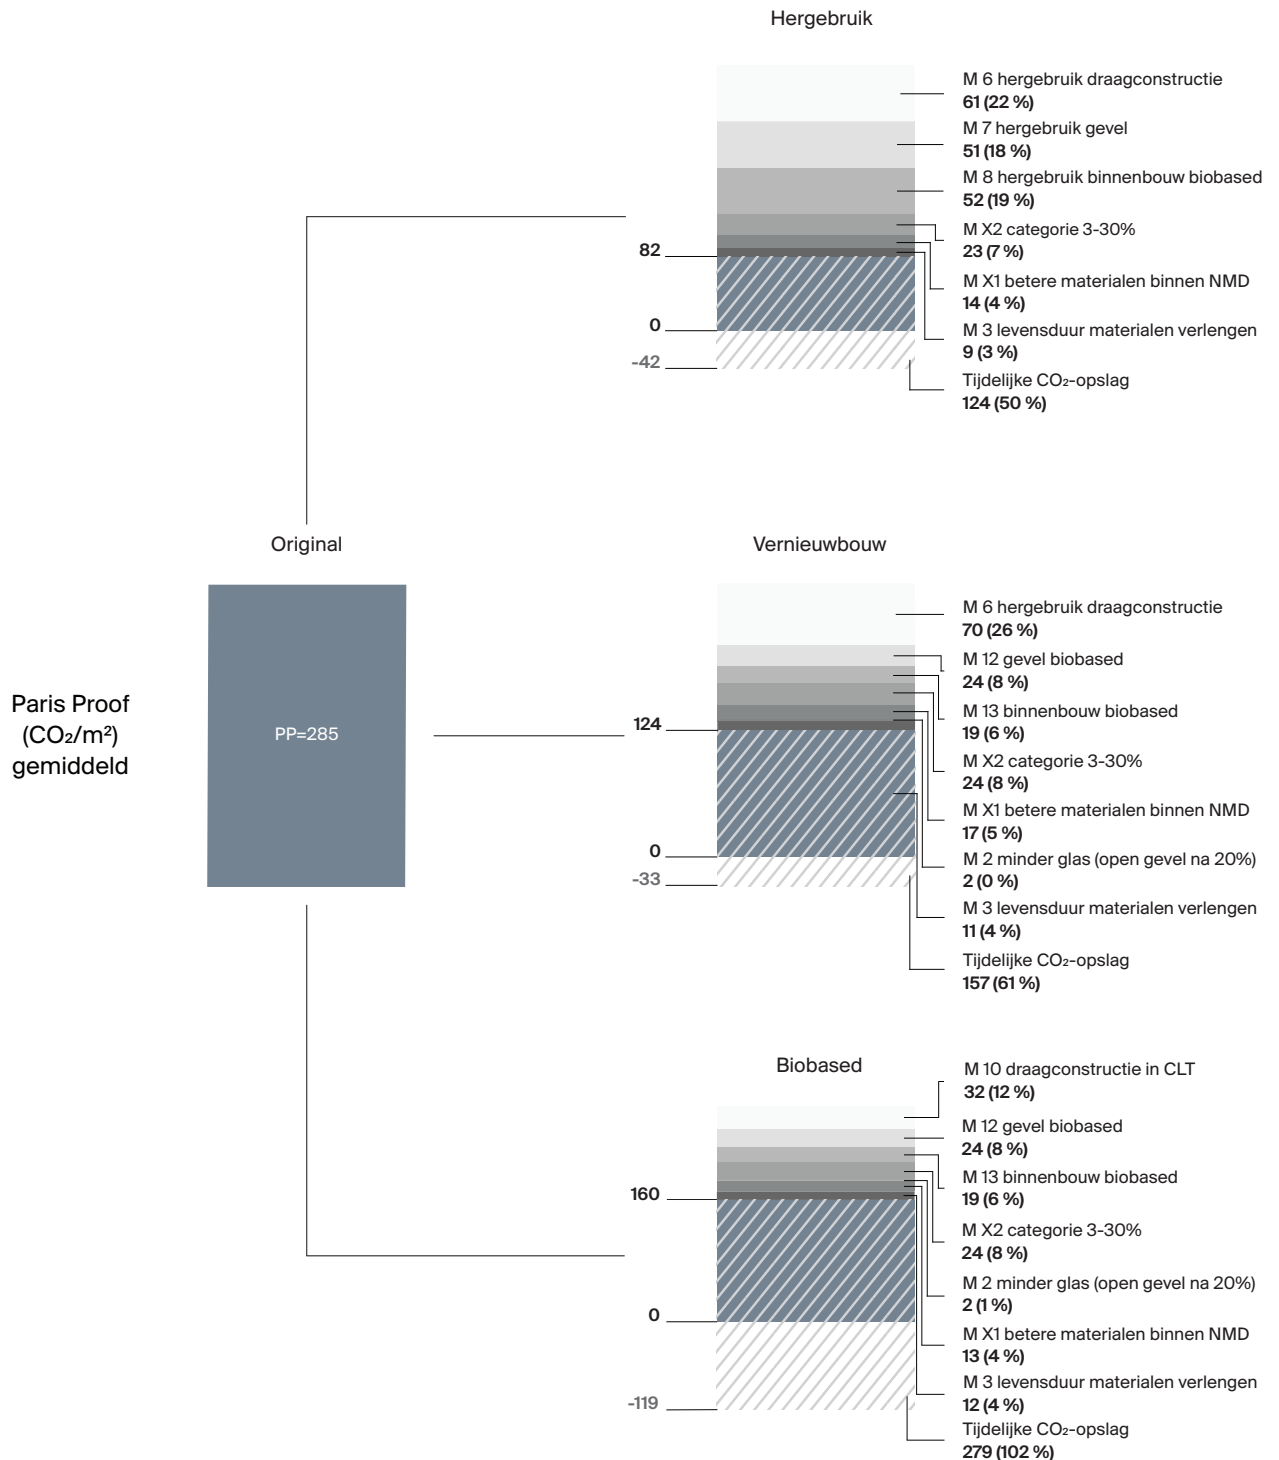 Hergebruik
M 6 hergebruik draagconstructie
61 (22 %)
M 7 hergebruik gevel
51 (18 %)
M 8 hergebruik binnenbouw biobased
52 (19 %)
M X2 categorie 3-30%
23 (7 %)
M X1 betere materialen binnen NMD
14 (4 %)
M 3 levensduur materialen verlengen
9 (3 %)
Tijdelijke CO₂-opslag
124 (50 %)
82
0
-42
Original
PP=285
Paris Proof
(CO₂/m²)
gemiddeld
Vernieuwbouw
M 6 hergebruik draagconstructie
70 (26 %)
M 12 gevel biobased
24 (8 %)
M 13 binnenbouw biobased
19 (6 %)
M X2 categorie 3-30%
24 (8 %)
M X1 betere materialen binnen NMD
17 (5 %)
M 2 minder glas (open gevel na 20%)
2 (0 %)
M 3 levensduur materialen verlengen
11 (4 %)
Tijdelijke CO₂-opslag
157 (61 %)
124
0
-33
Biobased
M 10 draagconstructie in CLT
32 (12 %)
M 12 gevel biobased
24 (8 %)
M 13 binnenbouw biobased
19 (6 %)
M X2 categorie 3-30%
24 (8 %)
M 2 minder glas (open gevel na 20%)
2 (1 %)
M X1 betere materialen binnen NMD
13 (4 %)
M 3 levensduur materialen verlengen
12 (4 %)
Tijdelijke CO₂-opslag
279 (102 %)
160
0
-119